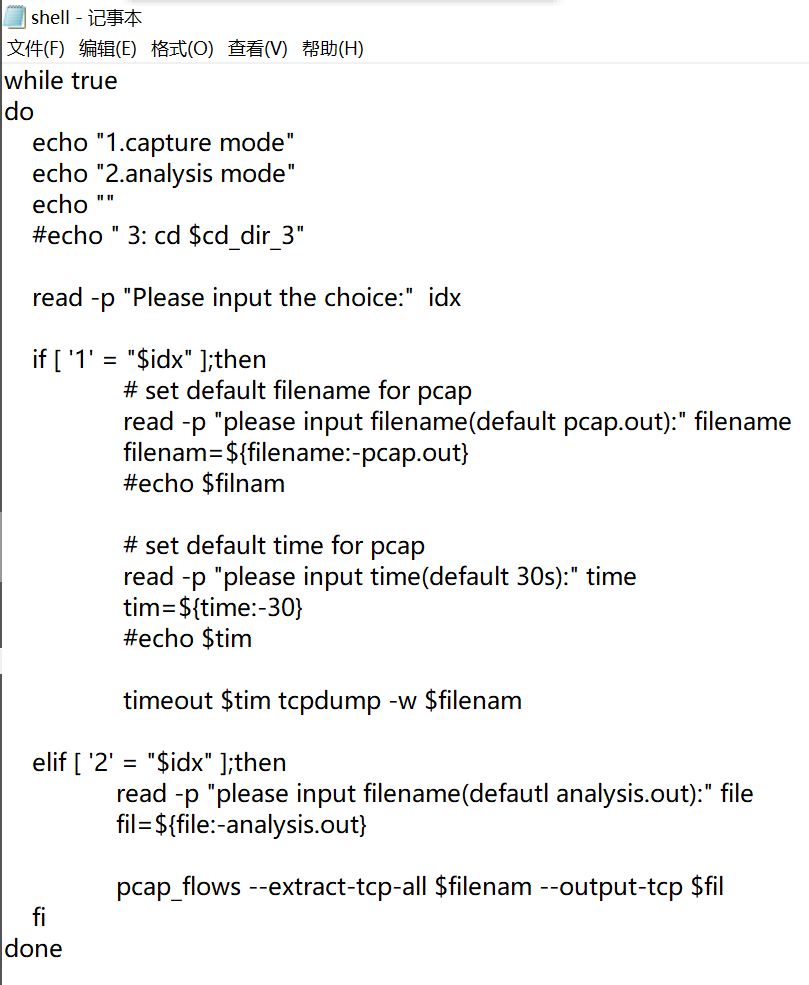 shell - 记事本
文件(F) 编辑(E) 格式(O) 查看(V) 帮助(H)
while true
do
echo "1.capture mode"
echo "2.analysis mode"
echo ""
#echo " 3: cd $cd_dir_3"
read -p "Please input the choice:"  idx
if [ '1' = "$idx" ];then
# set default filename for pcap
read -p "please input filename(default pcap.out):" filename
filenam=${filename:-pcap.out}
#echo $filnam
# set default time for pcap
read -p "please input time(default 30s):" time
tim=${time:-30}
#echo $tim
timeout $tim tcpdump -w $filenam
elif [ '2' = "$idx" ];then
read -p "please input filename(defautl analysis.out):" file
fil=${file:-analysis.out}
pcap_flows --extract-tcp-all $filenam --output-tcp $fil
fi
done